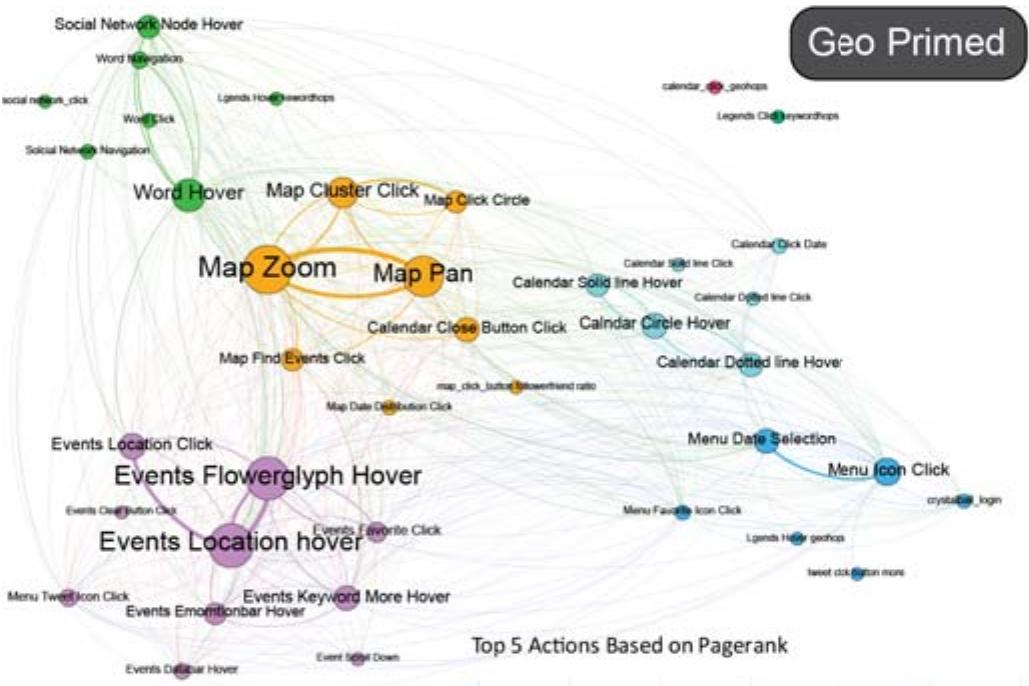 Geo Primed
Social Network Node Hover
Word Navigation
social network_click
Lgends Hover kewordhops
Word Click
Solcial Network Navigation
calendar_click_geohops
Legends Click keywordhops
Word Hover
Map Cluster Click
Map Click Circle
Map Zoom
Map Pan
Calendar Click Date
Calendar Solid line Click
Calendar Solid line Hover
Calendar Dotted line Click
Calendar Close Button Click
Calndar Circle Hover
Map Find Events Click
Calendar Dotted line Hover
map_click_button followerfriend ratio
Map Date Distribution Click
Events Location Click
Menu Date Selection
Events Flowerglyph Hover
Menu Icon Click
crystalball_login
Events Clear Button Click
Menu Favorite Icon Click
Events Favorite Click
Events Location hover
Lgends Hover geohops
tweet click button more
Menu Tweet Icon Click
Events Keyword More Hover
Events Emomtionbar Hover
Top 5 Actions Based on Pagerank
Event Scroll Down
Events Databar Hover